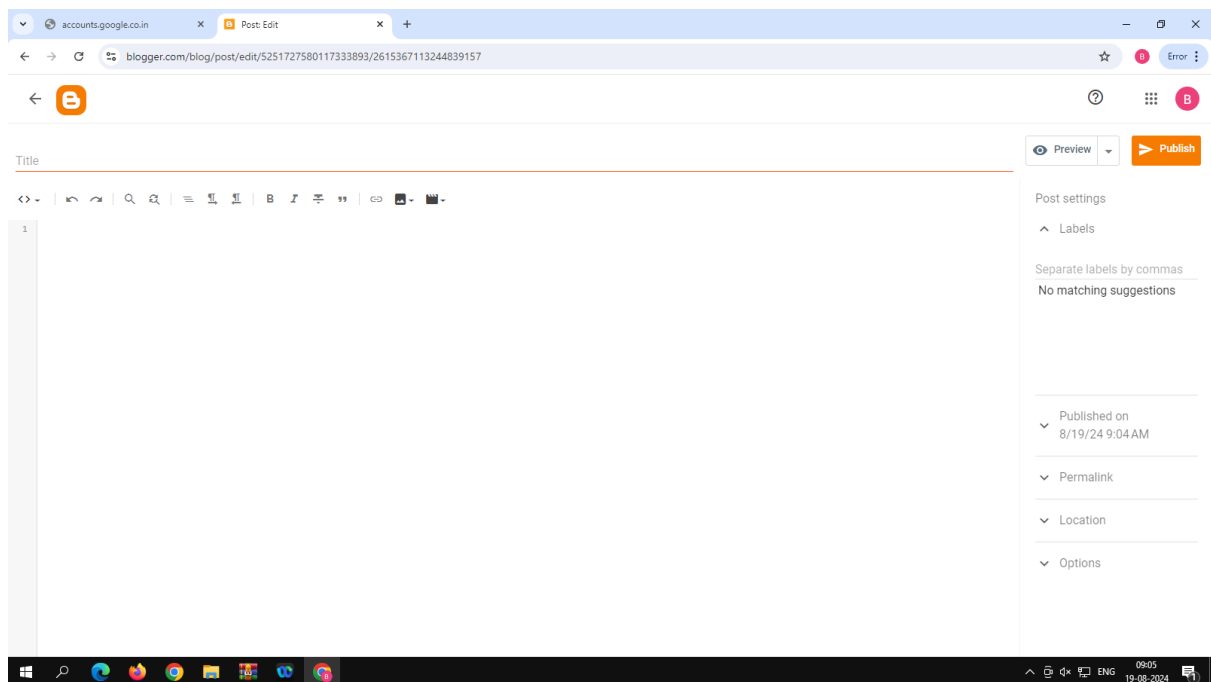 accounts.google.co.in
Post: Edit
blogger.com/blog/post/edit/5251727580117333893/2615367113244839157
B
Error
B
Title
Preview
Publish
B
I
Post settings
1
Labels
Separate labels by commas
No matching suggestions
Published on
8/19/24 9:04 AM
Permalink
Location
Options
ENG
09:05
19-08-2024